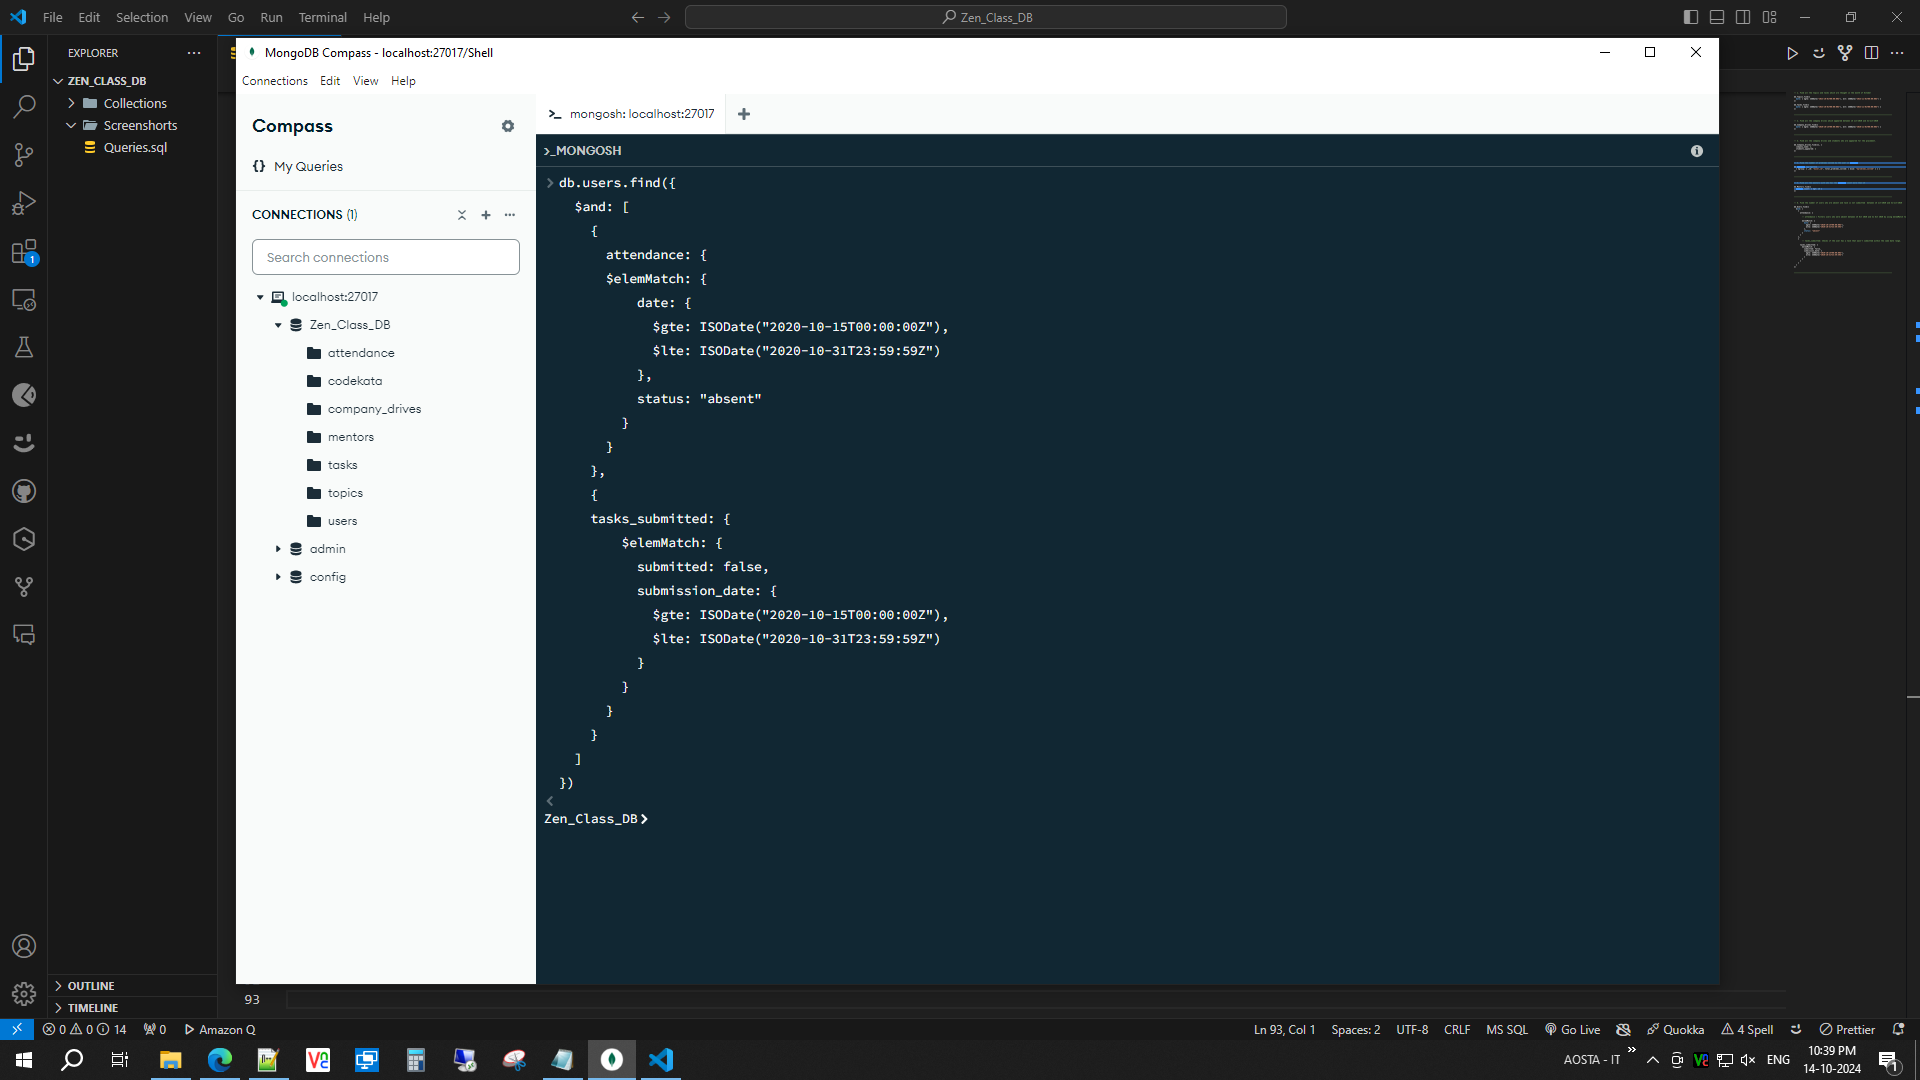 File Edit Selection View Go Run Terminal Help
Zen_Class_DB
EXPLORER
ZEN_CLASS_DB
Collections
Screenshorts
Queries.sql
OUTLINE
TIMELINE
MongoDB Compass - localhost:27017/Shell
Connections Edit View Help
Compass
{} My Queries
CONNECTIONS (1)
Search connections
localhost:27017
Zen_Class_DB
attendance
codekata
company_drives
mentors
tasks
topics
users
admin
config
mongosh: localhost:27017
>_MONGOSH
db.users.find({
$and: [
{
attendance: {
$elemMatch: {
date: {
$gte: ISODate("2020-10-15T00:00:00Z"),
$lte: ISODate("2020-10-31T23:59:59Z")
},
status: "absent"
}
}
},
{
tasks_submitted: {
$elemMatch: {
submitted: false,
submission_date: {
$gte: ISODate("2020-10-15T00:00:00Z"),
$lte: ISODate("2020-10-31T23:59:59Z")
}
}
}
}
]
})
Zen_Class_DB>
93
0 0 14 0 Amazon Q Ln 93, Col 1 Spaces: 2 UTF-8 CRLF MS SQL Go Live Quokka 4 Spell Prettier
AOSTA - IT ENG 10:39 PM
14-10-2024
1